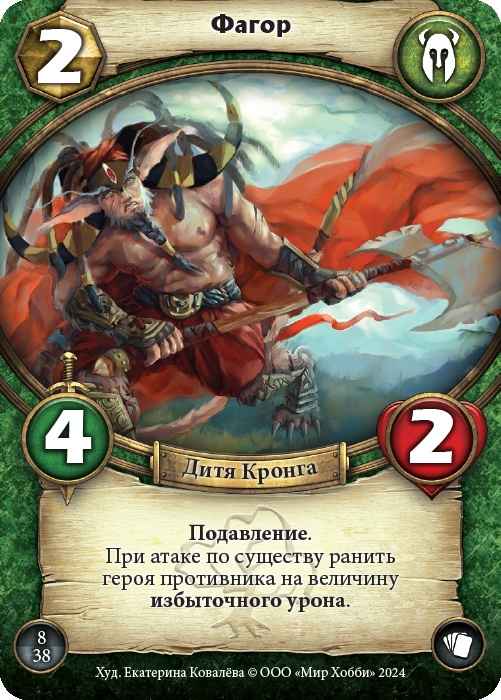 Фагор
2
4
2
Дитя Кронга
Подавление.
При атаке по существу ранить
героя противника на величину
избыточного урона.
8
38
Худ. Екатерина Ковалёва © ООО «Мир Хобби» 2024